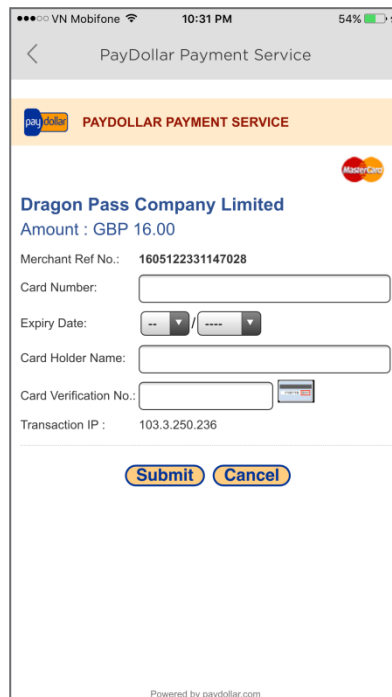 VN Mobifone 10:31 PM 54%
PayDollar Payment Service
paydollar PAYDOLLAR PAYMENT SERVICE
MasterCard
Dragon Pass Company Limited
Amount : GBP 16.00
Merchant Ref No.: 1605122331147028
Card Number:
Expiry Date: -- / ----
Card Holder Name:
Card Verification No.:
Transaction IP : 103.3.250.236
Submit Cancel
Powered by paydollar.com